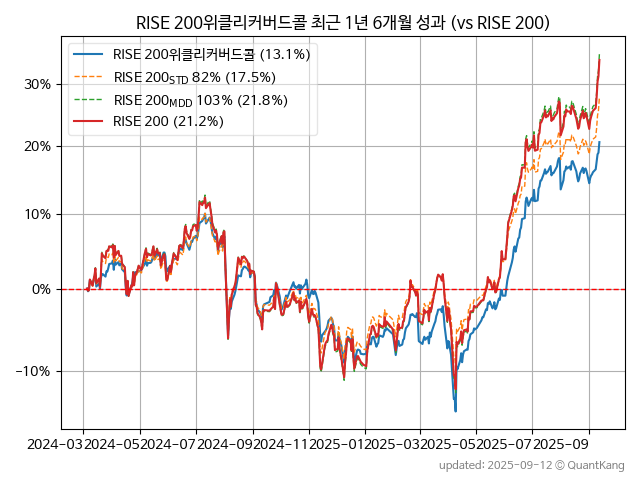 RISE 200위클리커버드콜 최근 1년 6개월 성과 (vs RISE 200)
RISE 200위클리커버드콜 (13.1%)
RISE 200STD 82% (17.5%)
RISE 200MDD 103% (21.8%)
RISE 200 (21.2%)
30%
20%
10%
0%
−10%
2024-03 2024-05 2024-07 2024-09 2024-11 2025-01 2025-03 2025-05 2025-07 2025-09
updated: 2025-09-12 © QuantKang